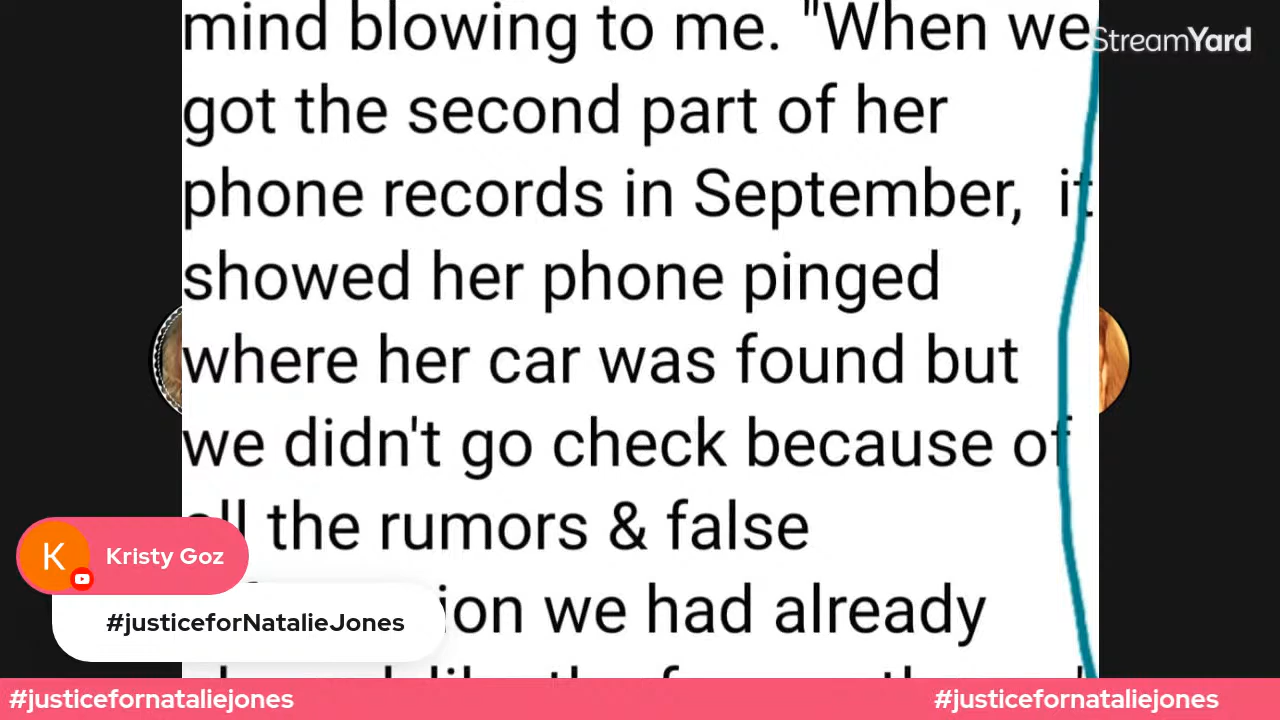 mind blowing to me. "When we
StreamYard
got the second part of her
phone records in September, it
showed her phone pinged
where her car was found but
we didn't go check because of
the rumors & false
we had already
K
Kristy Goz
#justiceforNatalieJones
#justicefornataliejones #justicefornataliejones